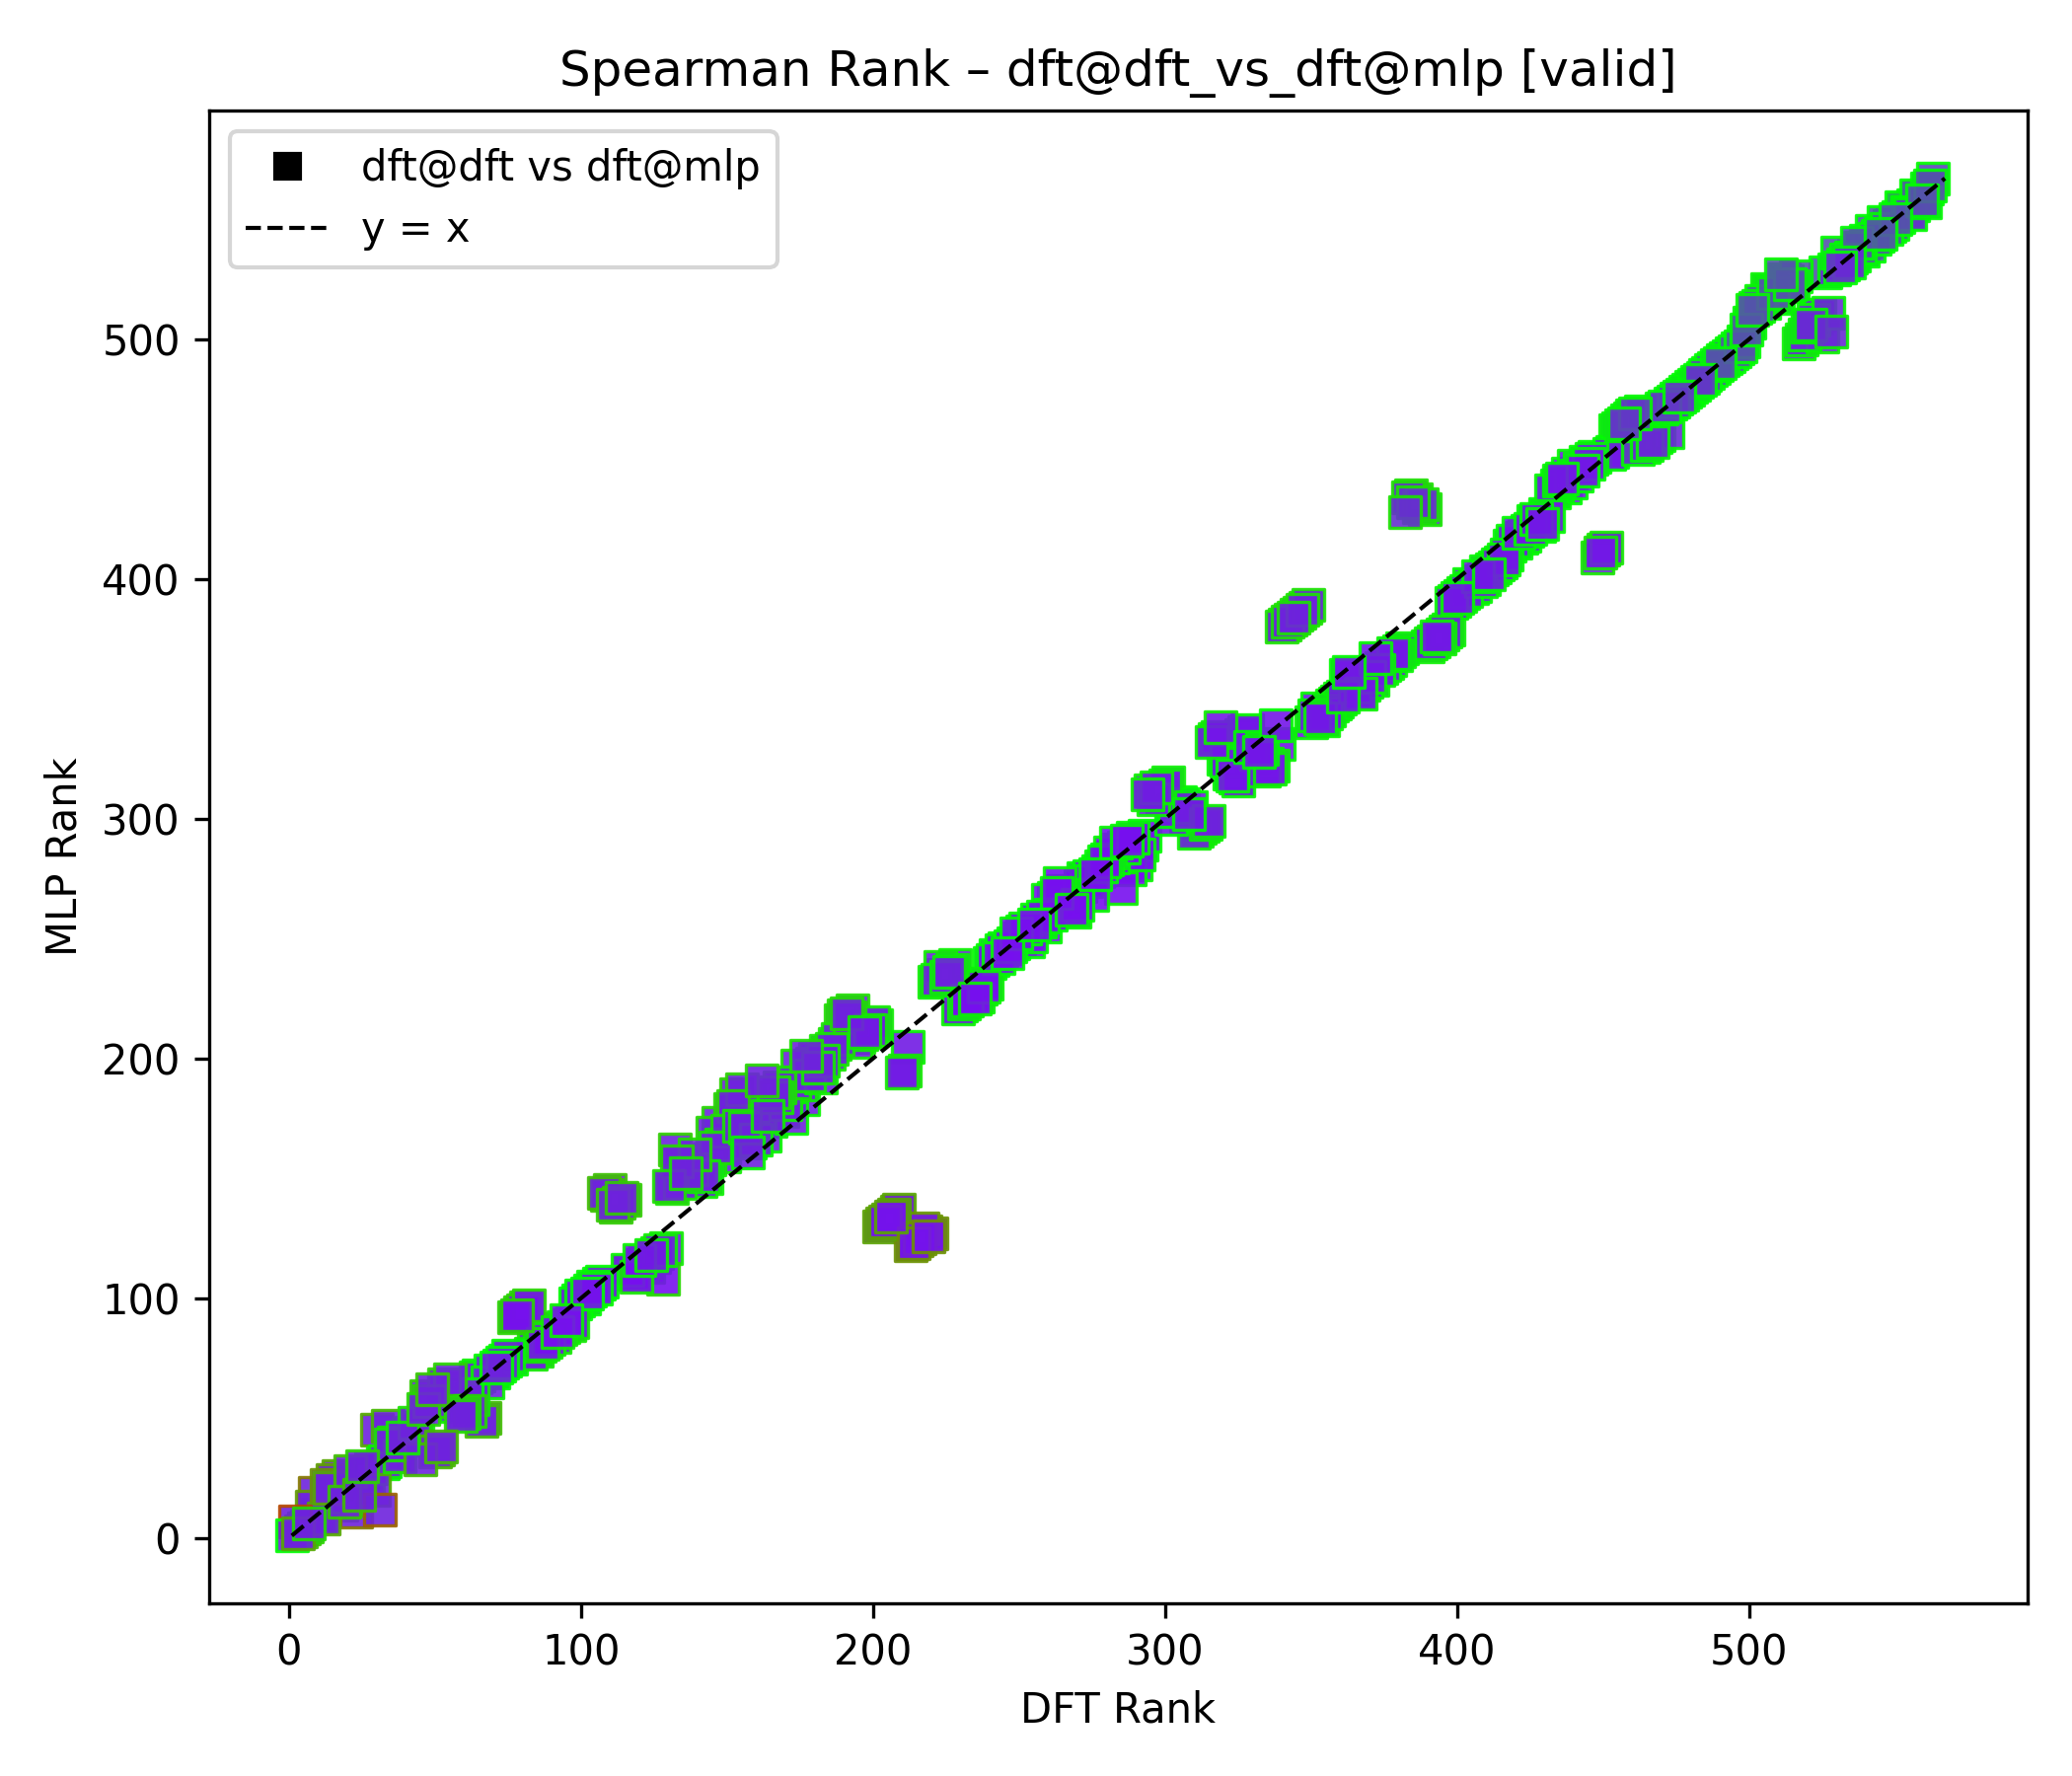 Spearman Rank – dft@dft_vs_dft@mlp [valid]
dft@dft vs dft@mlp
y = x
MLP Rank
500
400
300
200
100
0
0 100 200 300 400 500
DFT Rank